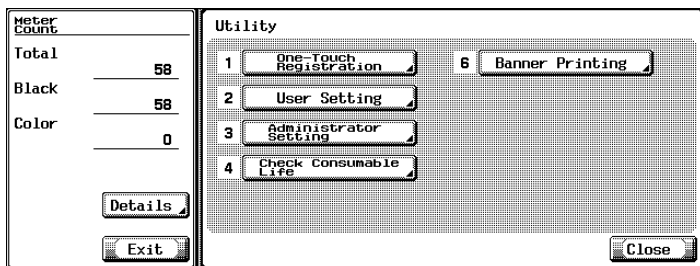 Meter
Count
Total
58
Black
58
Color
0
Details
Exit
Utility
1 One-Touch
Registration
2 User Setting
3 Administrator
Setting
4 Check Consumable
Life
6 Banner Printing
Close